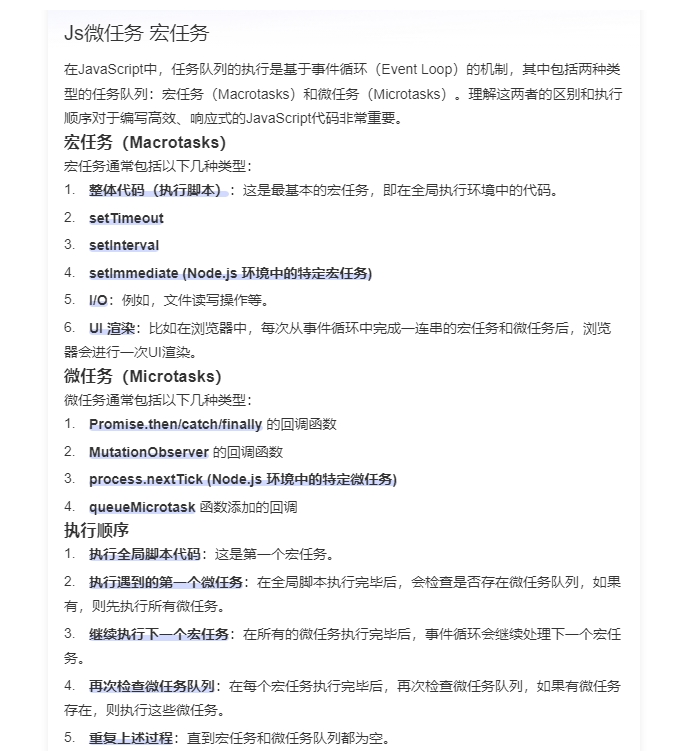 Js微任务 宏任务
在JavaScript中，任务队列的执行是基于事件循环（Event Loop）的机制，其中包括两种类
型的任务队列：宏任务（Macrotasks）和微任务（Microtasks）。理解这两者的区别和执行
顺序对于编写高效、响应式的JavaScript代码非常重要。
宏任务（Macrotasks）
宏任务通常包括以下几种类型：
1. 整体代码（执行脚本）：这是最基本的宏任务，即在全局执行环境中的代码。
2. setTimeout
3. setInterval
4. setImmediate (Node.js 环境中的特定宏任务)
5. I/O：例如，文件读写操作等。
6. UI 渲染：比如在浏览器中，每次从事件循环中完成一连串的宏任务和微任务后，浏览
器会进行一次UI渲染。
微任务（Microtasks）
微任务通常包括以下几种类型：
1. Promise.then/catch/finally 的回调函数
2. MutationObserver 的回调函数
3. process.nextTick (Node.js 环境中的特定微任务)
4. queueMicrotask 函数添加的回调
执行顺序
1. 执行全局脚本代码：这是第一个宏任务。
2. 执行遇到的第一个微任务：在全局脚本执行完毕后，会检查是否存在微任务队列，如果
有，则先执行所有微任务。
3. 继续执行下一个宏任务：在所有的微任务执行完毕后，事件循环会继续处理下一个宏任
务。
4. 再次检查微任务队列：在每个宏任务执行完毕后，再次检查微任务队列，如果有微任务
存在，则执行这些微任务。
5. 重复上述过程：直到宏任务和微任务队列都为空。